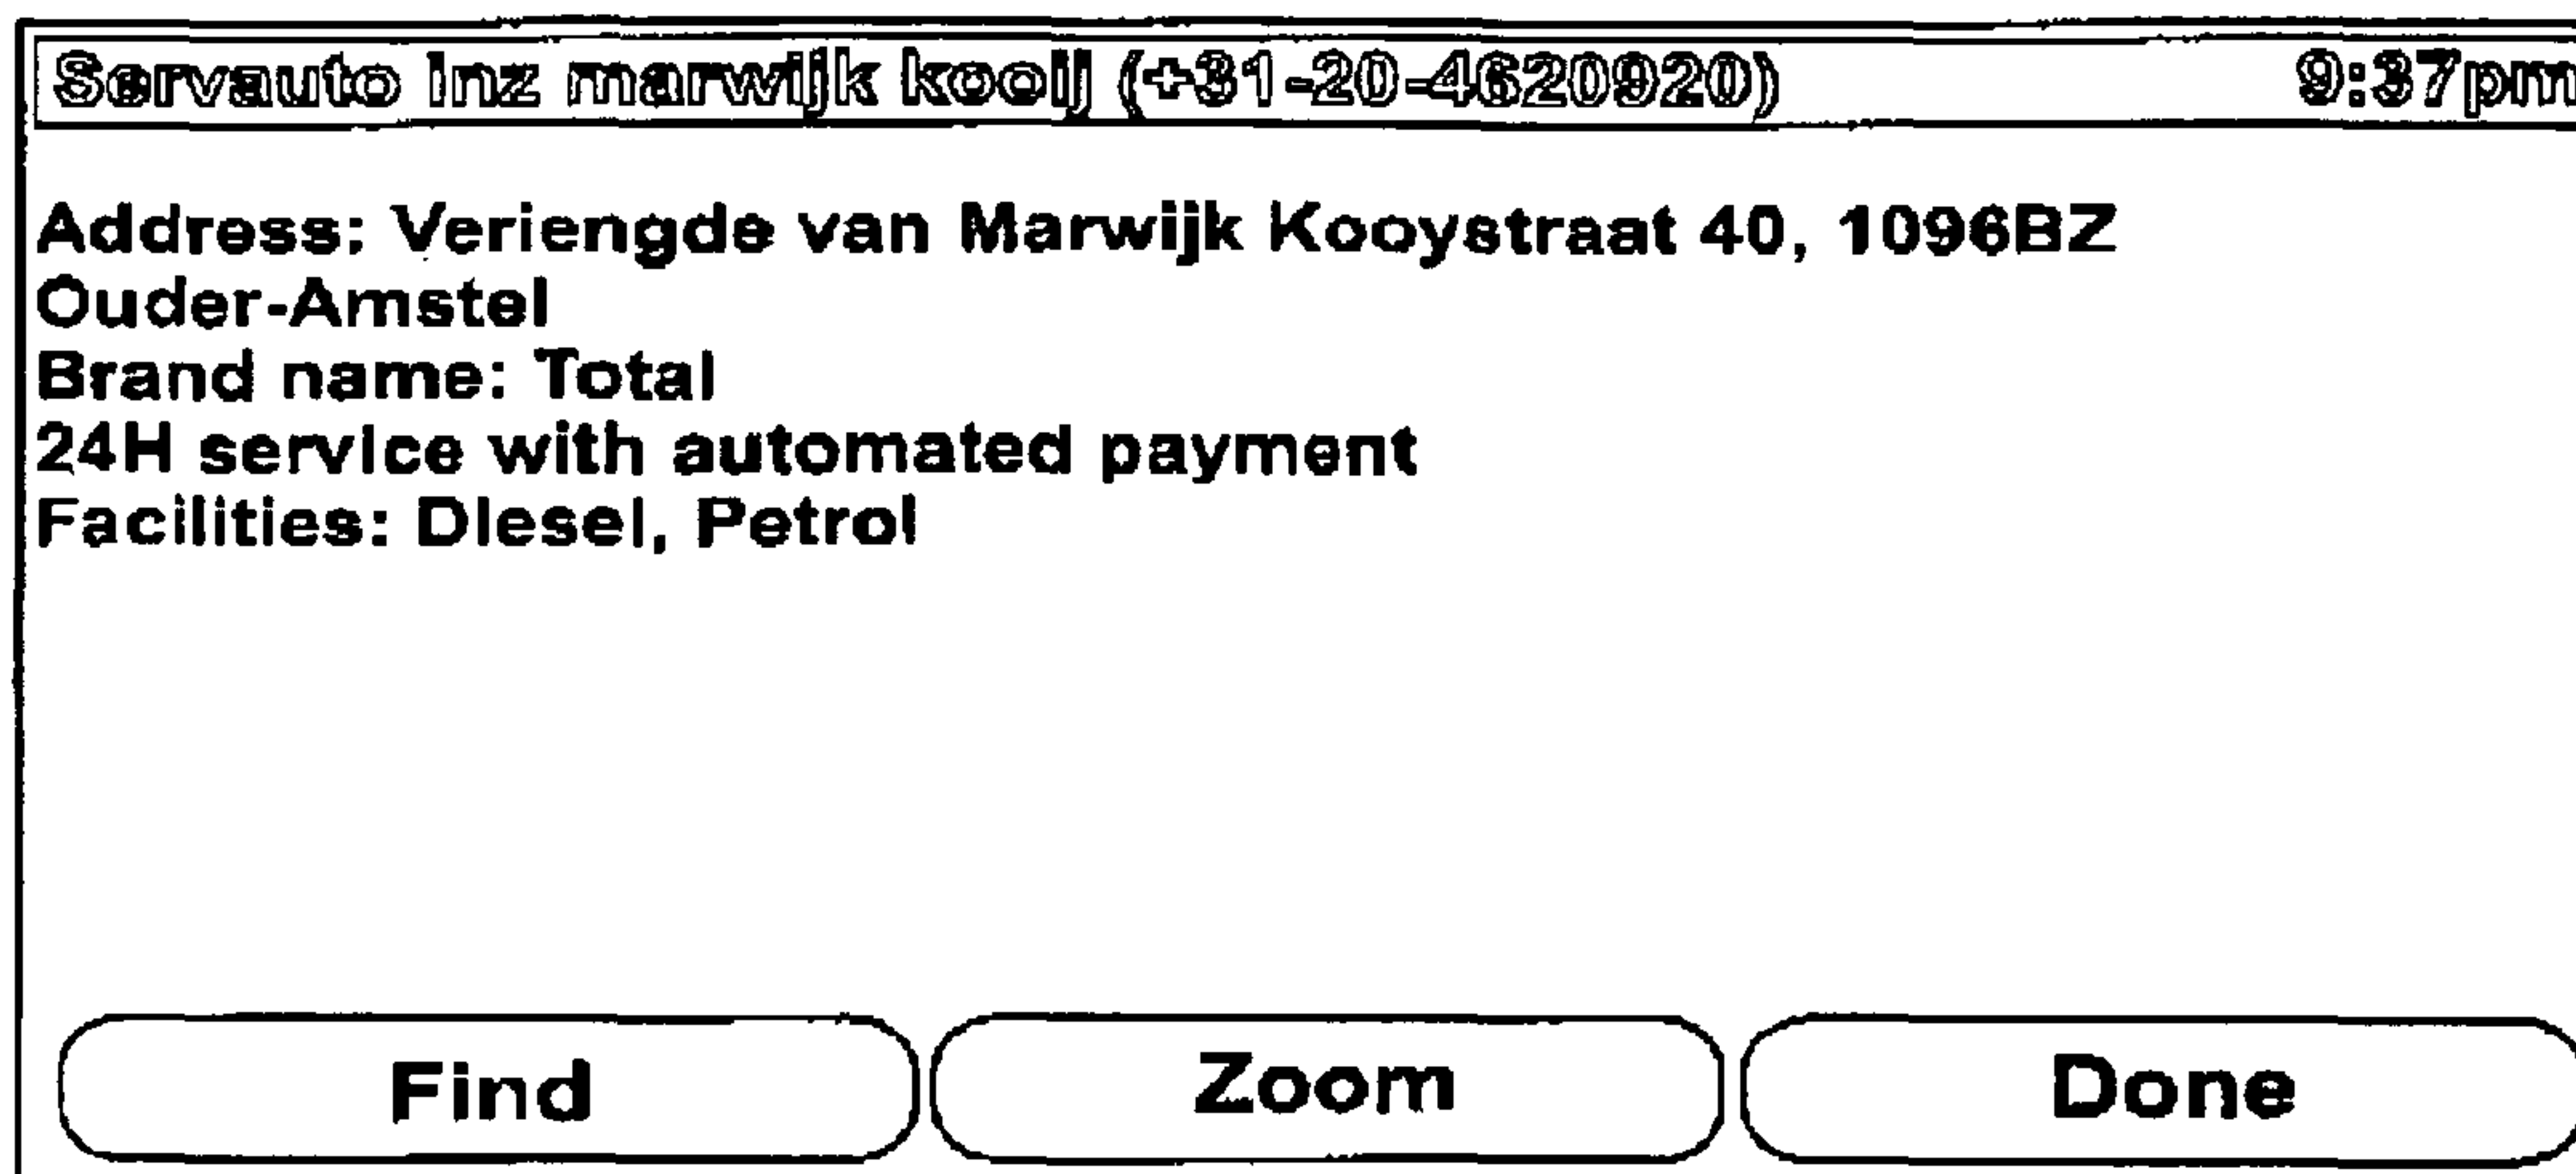 Servauto Inz marwijk kooij (+31-20-4620920) 9:37pm
Address: Veriengde van Marwijk Kooystraat 40, 1096BZ
Ouder-Amstel
Brand name: Total
24H service with automated payment
Facilities: Diesel, Petrol
Find Zoom Done